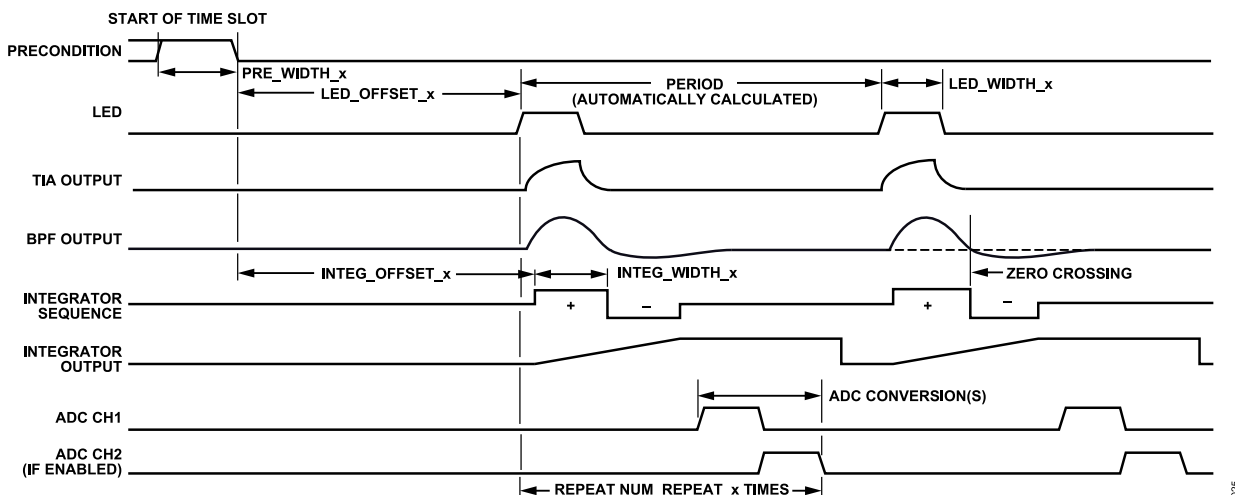 START OF TIME SLOT
PRECONDITION
PRE_WIDTH_x
LED_OFFSET_x
PERIOD
(AUTOMATICALLY CALCULATED)
LED_WIDTH_x
LED
TIA OUTPUT
BPF OUTPUT
INTEG_OFFSET_x
INTEG_WIDTH_x
ZERO CROSSING
INTEGRATOR
SEQUENCE
+
–
+
–
INTEGRATOR
OUTPUT
ADC CONVERSION(S)
ADC CH1
ADC CH2
(IF ENABLED)
REPEAT NUM_REPEAT_x TIMES